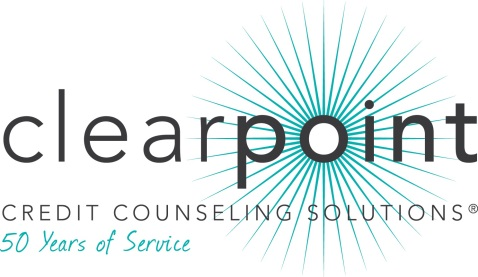 clearpoint
CREDIT COUNSELING SOLUTIONS®
50 Years of Service